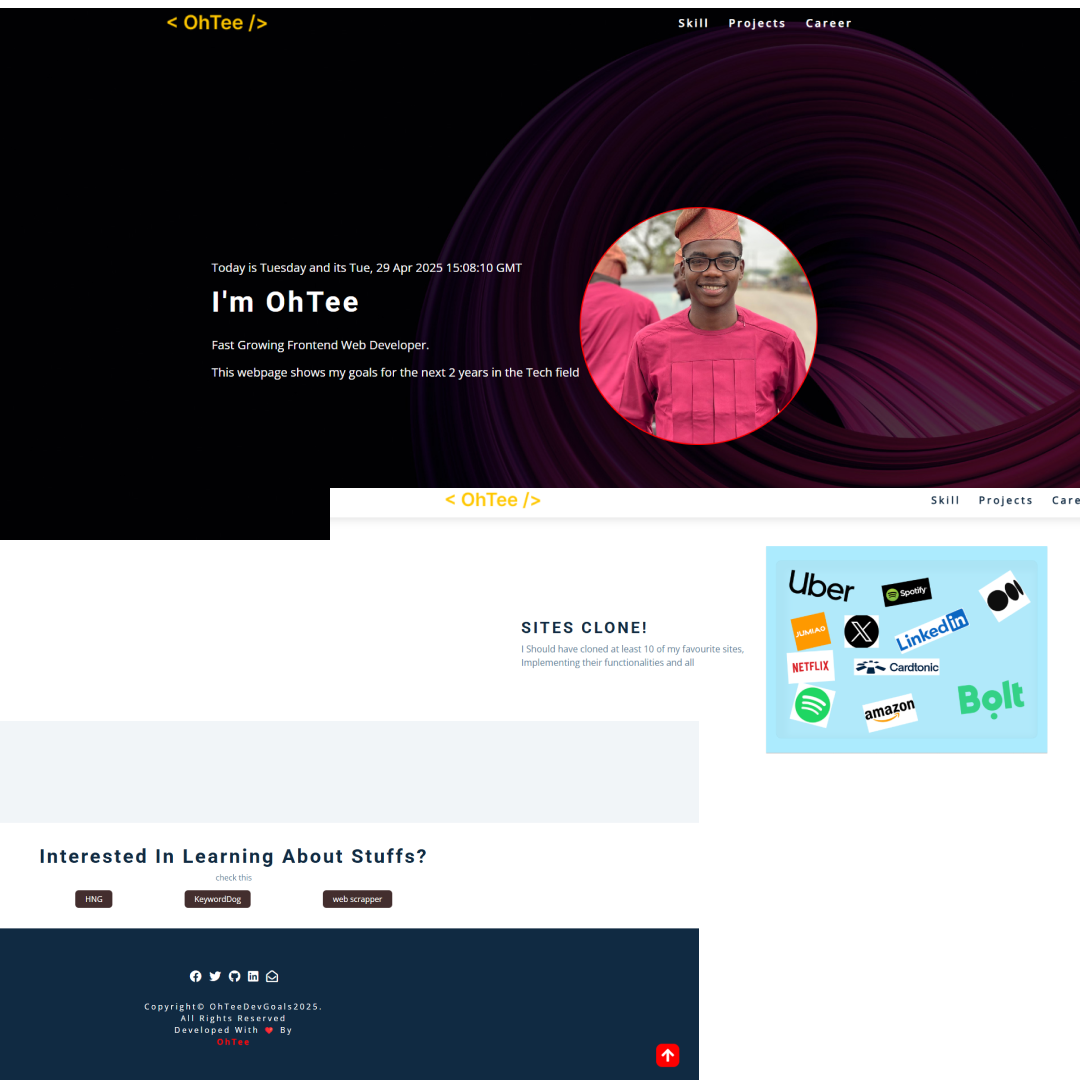 < OhTee />
Skill Projects Career
Today is Tuesday and its Tue, 29 Apr 2025 15:08:10 GMT
I'm OhTee
Fast Growing Frontend Web Developer.
This webpage shows my goals for the next 2 years in the Tech field
< OhTee />
Skill Projects Care
SITES CLONE!
I Should have cloned at least 10 of my favourite sites,
Implementing their functionalities and all
Uber
Spotify
JUMIA
X
LinkedIn
NETFLIX
Cardtonic
amazon
Bolt
Interested In Learning About Stuffs?
check this
HNG KeywordDog web scrapper
Copyright© OhTeeDevGoals2025.
All Rights Reserved
Developed With ❤ By
OhTee